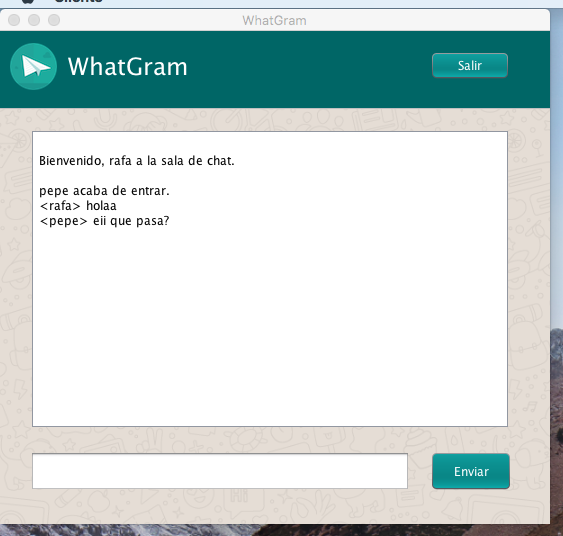 WhatGram
WhatGram
Salir
Bienvenido, rafa a la sala de chat.
pepe acaba de entrar.
<rafa> holaa
<pepe> eii que pasa?
Enviar